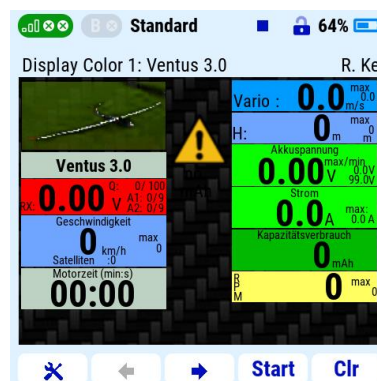 B Standard 64%
Display Color 1: Ventus 3.0 R. Ke
Ventus 3.0
RX: 0.00 V Q: 0/ 100
A1: 0/9
A2: 0/9
Geschwindigkeit
0 km/h max 0
Satelliten :0
Motorzeit (min:s)
00:00
Vario : 0.0 m/s max 0.0
H: 0 m max 0 m
Akkuspannung
0.00 V max/min 0.0V
99.0V
Strom
0.0 A max: 0.0 A
Kapazitätsverbrauch
0 mAh
RPM 0 max 0
Start Clr